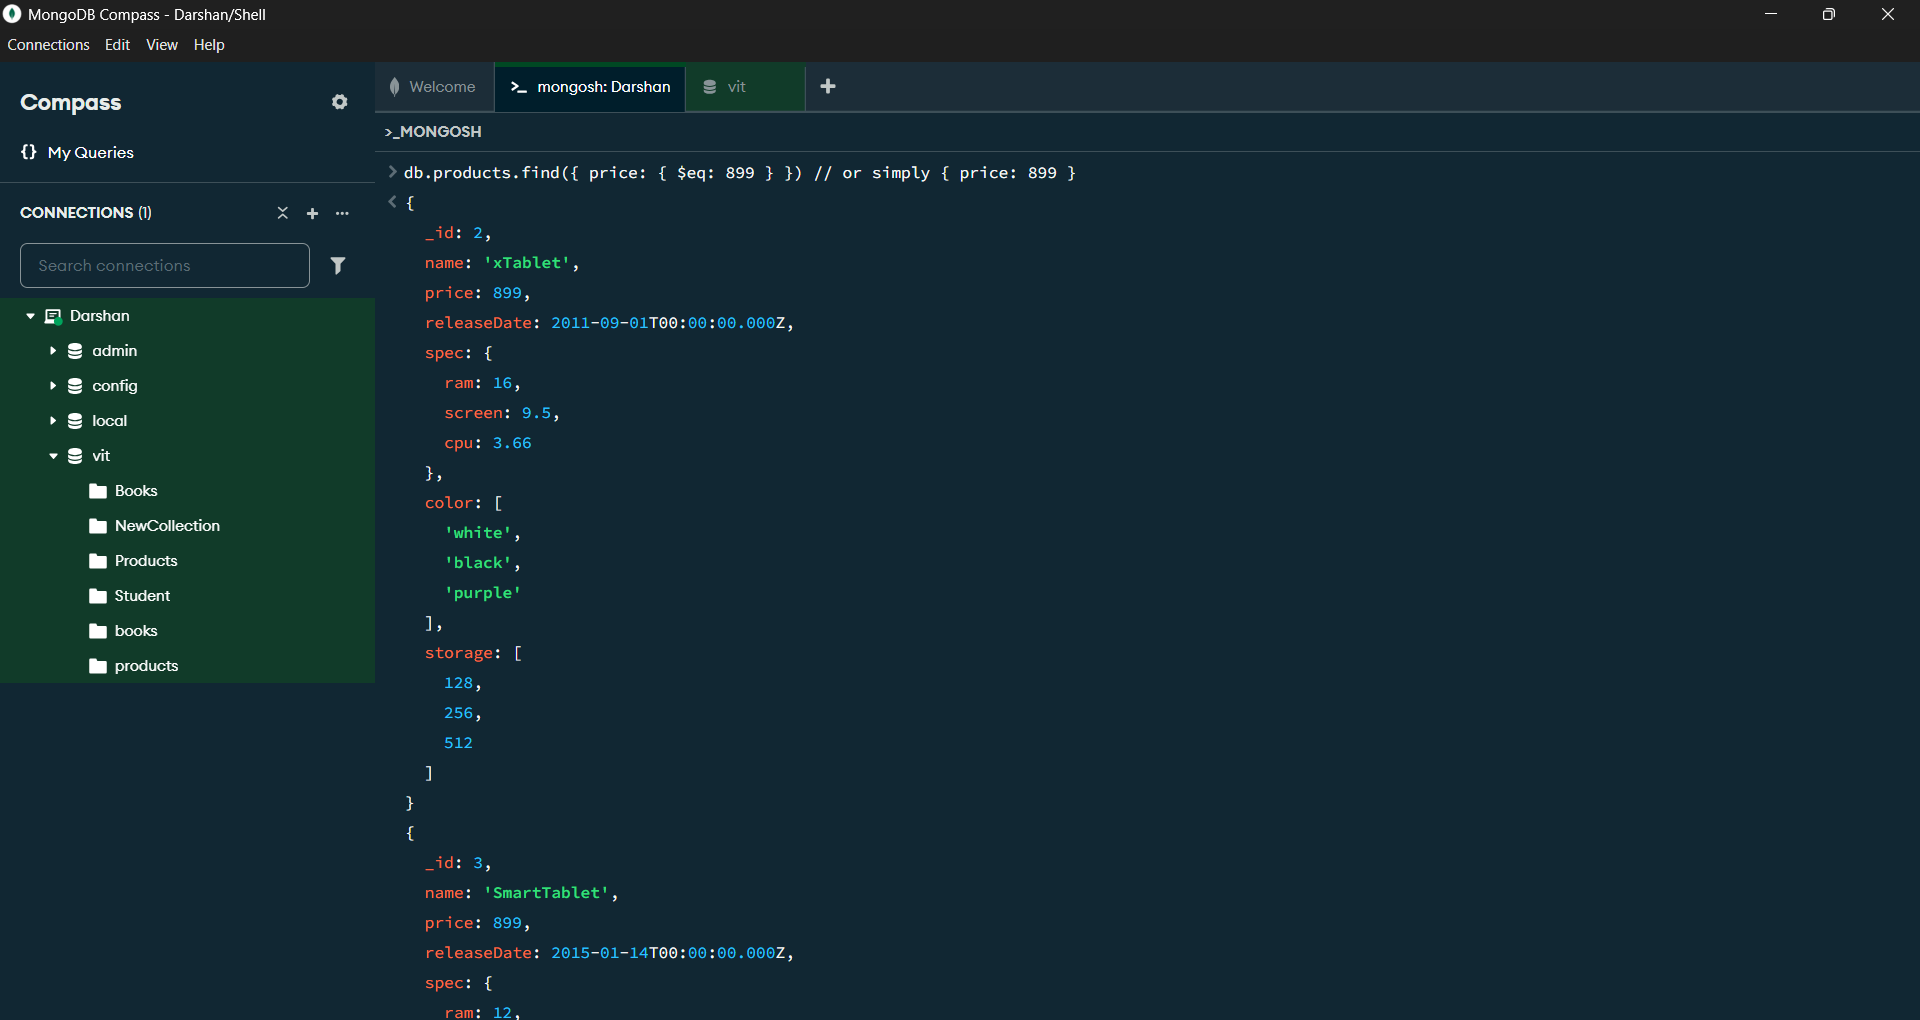 MongoDB Compass - Darshan/Shell
Connections Edit View Help
Compass
My Queries
CONNECTIONS (1)
Search connections
Darshan
admin
config
local
vit
Books
NewCollection
Products
Student
books
products
Welcome
>_ mongosh: Darshan
vit
>_MONGOSH
> db.products.find({ price: { $eq: 899 } }) // or simply { price: 899 }
< {
_id: 2,
name: 'xTablet',
price: 899,
releaseDate: 2011-09-01T00:00:00.000Z,
spec: {
ram: 16,
screen: 9.5,
cpu: 3.66
},
color: [
'white',
'black',
'purple'
],
storage: [
128,
256,
512
]
}
{
_id: 3,
name: 'SmartTablet',
price: 899,
releaseDate: 2015-01-14T00:00:00.000Z,
spec: {
ram: 12,